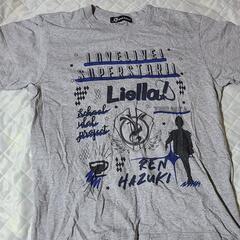 LOVELIVE!
SUPERSTAR!!
Liella!
school
idol
project
REN
HAZUKI